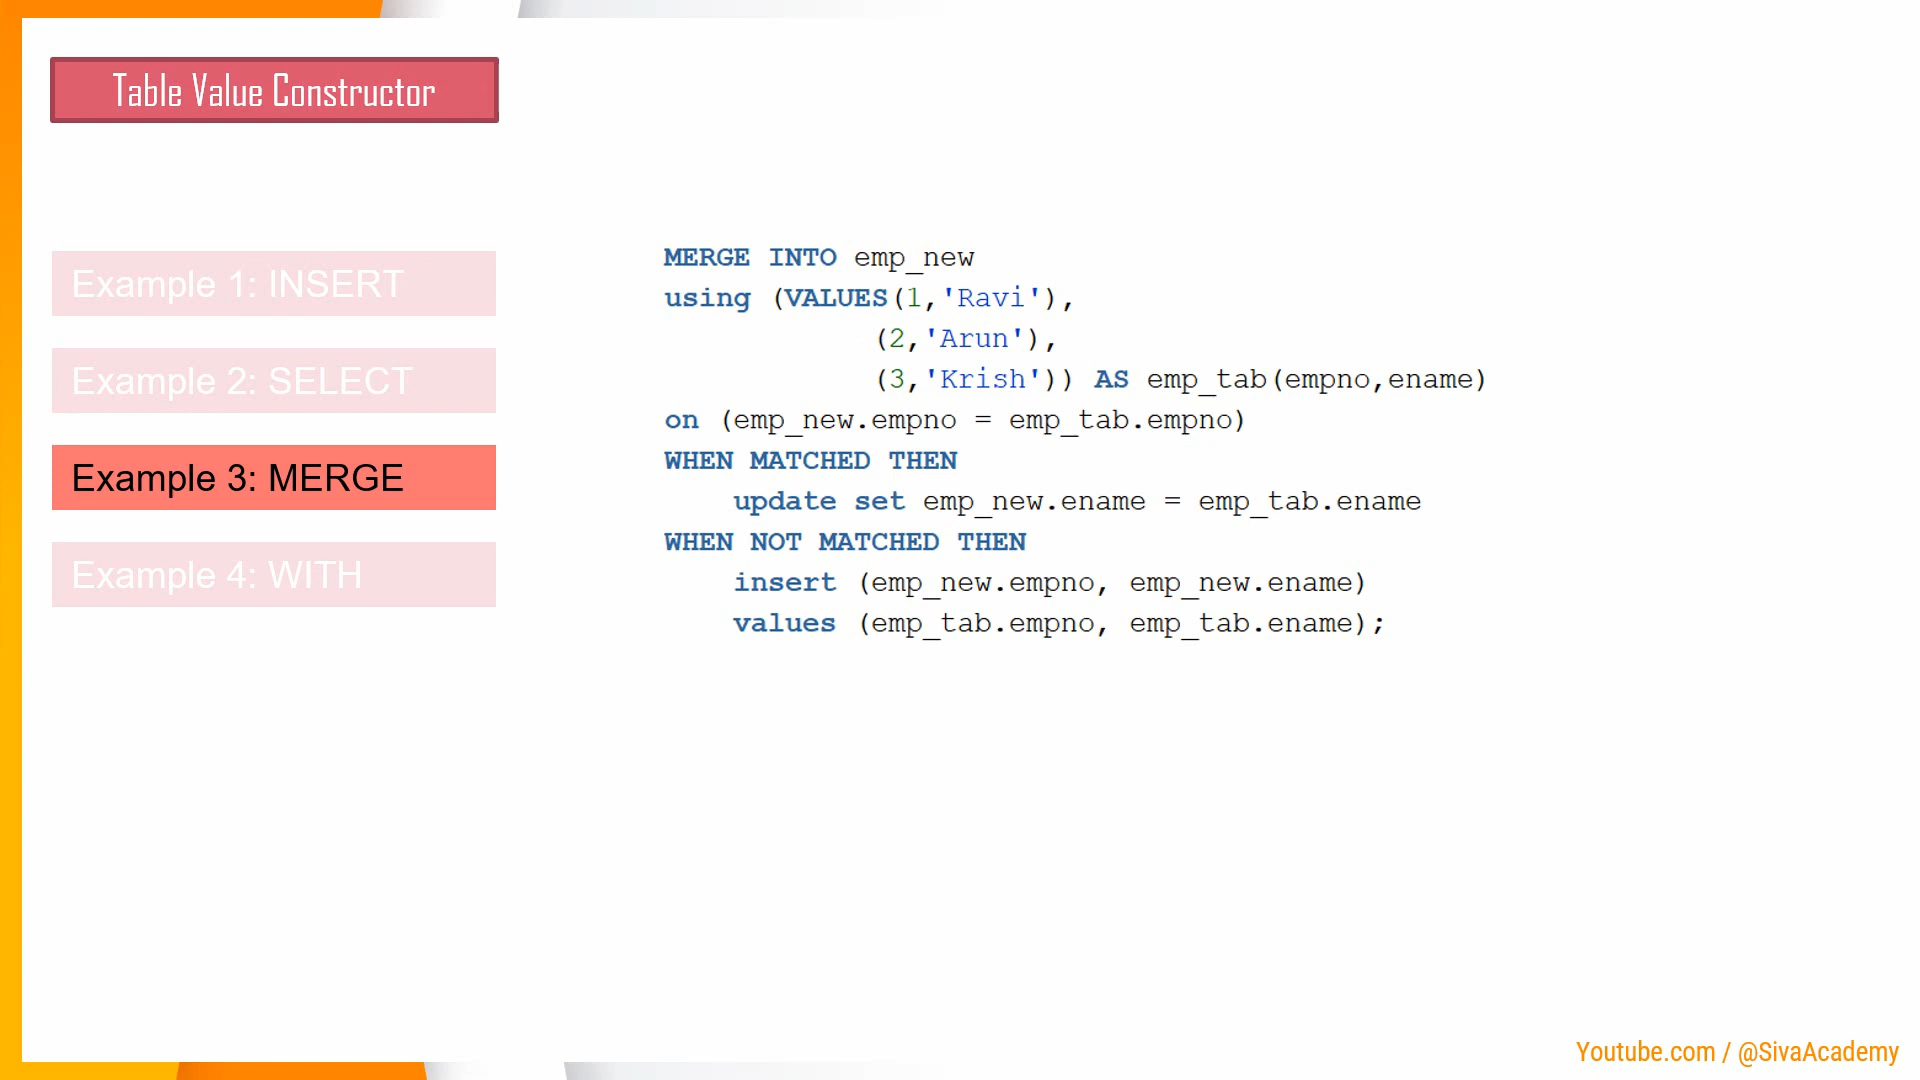 Table Value Constructor
Example 1: INSERT
Example 2: SELECT
Example 3: MERGE
Example 4: WITH
MERGE INTO emp_new
using (VALUES(1,'Ravi'),
(2,'Arun'),
(3,'Krish')) AS emp_tab(empno,ename)
on (emp_new.empno = emp_tab.empno)
WHEN MATCHED THEN
update set emp_new.ename = emp_tab.ename
WHEN NOT MATCHED THEN
insert (emp_new.empno, emp_new.ename)
values (emp_tab.empno, emp_tab.ename);
Youtube.com / @SivaAcademy